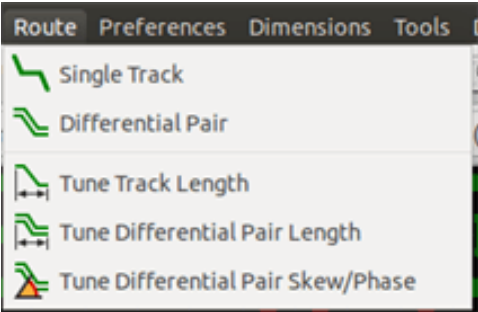 Route Preferences Dimensions Tools
Single Track
Differential Pair
Tune Track Length
Tune Differential Pair Length
Tune Differential Pair Skew/Phase